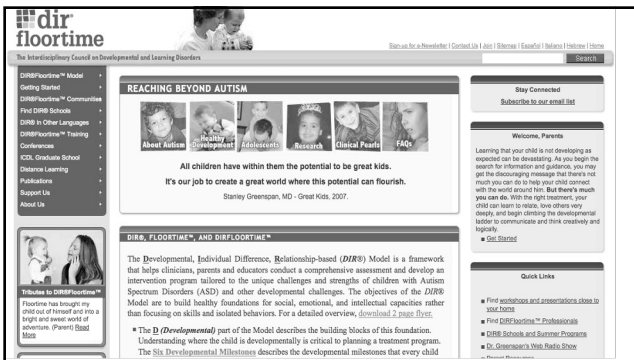 dir®
floortime
Sign-up for e-Newsletter | Contact Us | Join | Sitemap | Español | Italiano | Hebrew | Home
The Interdisciplinary Council on Developmental and Learning Disorders
Search
DIR®Floortime™ Model
Getting Started
DIR®Floortime™ Communities
Find DIR® Schools
DIR® In Other Languages
DIR®Floortime™ Training
Conferences
ICDL Graduate School
Distance Learning
Publications
Support Us
About Us
Tributes to DIR®Floortime™
Floortime has brought my
child out of himself and into a
bright and sweet world of
adventure. (Parent) Read
More
REACHING BEYOND AUTISM
About Autism
Healthy
Development
Adolescents
Research
Clinical Pearls
FAQs
All children have within them the potential to be great kids.
It's our job to create a great world where this potential can flourish.
Stanley Greenspan, MD - Great Kids, 2007.
DIR®, FLOORTIME™, AND DIRFLOORTIME™
The Developmental, Individual Difference, Relationship-based (DIR®) Model is a framework
that helps clinicians, parents and educators conduct a comprehensive assessment and develop an
intervention program tailored to the unique challenges and strengths of children with Autism
Spectrum Disorders (ASD) and other developmental challenges. The objectives of the DIR®
Model are to build healthy foundations for social, emotional, and intellectual capacities rather
than focusing on skills and isolated behaviors. For a detailed overview, download 2 page flyer.
The D (Developmental) part of the Model describes the building blocks of this foundation.
Understanding where the child is developmentally is critical to planning a treatment program.
The Six Developmental Milestones describes the developmental milestones that every child
Stay Connected
Subscribe to our email list
Welcome, Parents
Learning that your child is not developing as
expected can be devastating. As you begin the
search for information and guidance, you may
get the discouraging message that there's not
much you can do to help your child connect
with the world around him. But there's much
you can do. With the right treatment, your
child can learn to relate, love others very
deeply, and begin climbing the developmental
ladder to communicate and think creatively and
logically.
Get Started
Quick Links
Find workshops and presentations close to
your home
Find DIRFloortime™ Professionals
DIR® Schools and Summer Programs
Dr. Greenspan's Web Radio Show